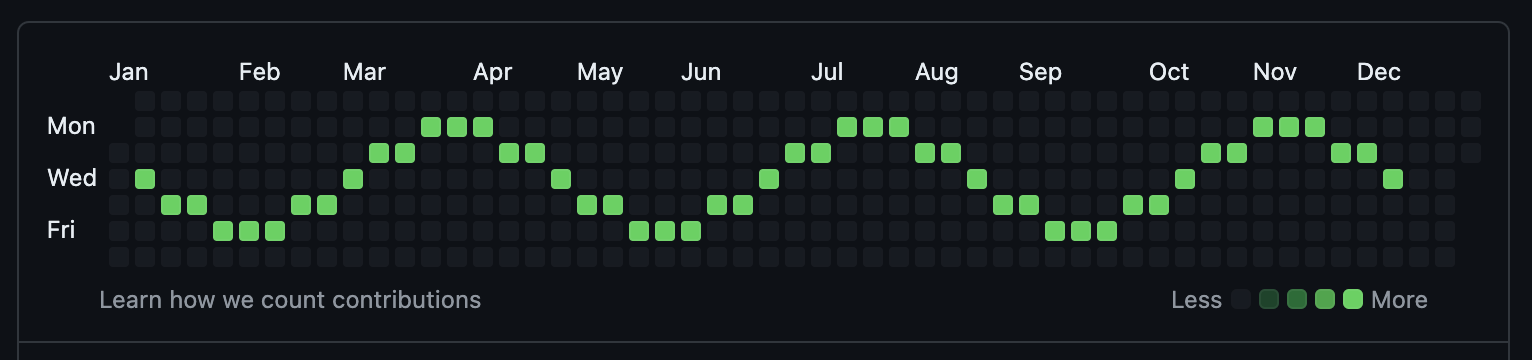 Jan Feb Mar Apr May Jun Jul Aug Sep Oct Nov Dec
Mon
Wed
Fri
Learn how we count contributions Less More